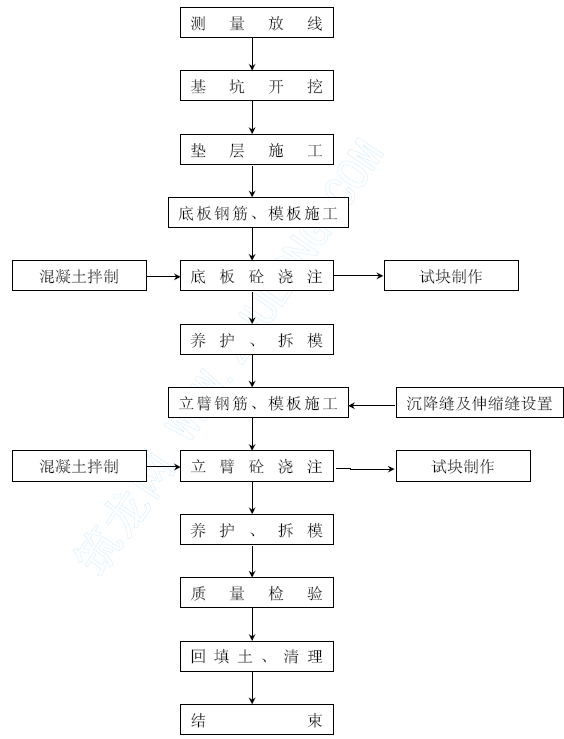 测量放线
基坑开挖
垫层施工
底板钢筋、模板施工
混凝土拌制
底板砼浇注
试块制作
养护、拆模
立臂钢筋、模板施工
沉降缝及伸缩缝设置
混凝土拌制
立臂砼浇注
试块制作
养护、拆模
质量检验
回填土、清理
结束